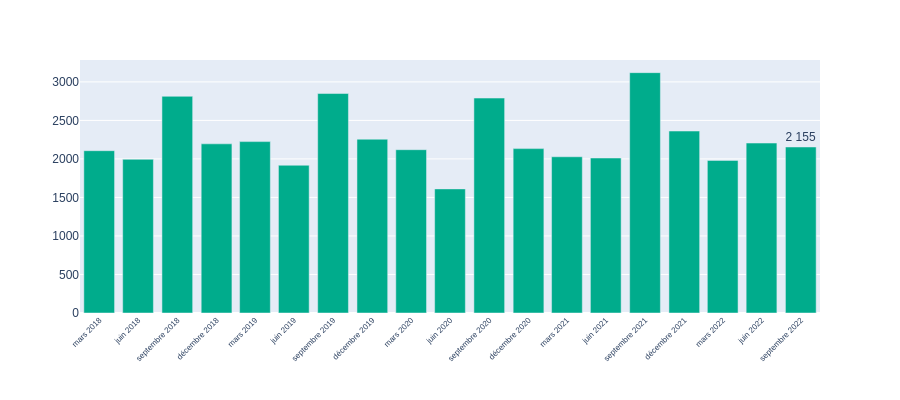 3000
2500
2000
1500
1000
500
0
2 155
mars 2018
juin 2018
septembre 2018
décembre 2018
mars 2019
juin 2019
septembre 2019
décembre 2019
mars 2020
juin 2020
septembre 2020
décembre 2020
mars 2021
juin 2021
septembre 2021
décembre 2021
mars 2022
juin 2022
septembre 2022